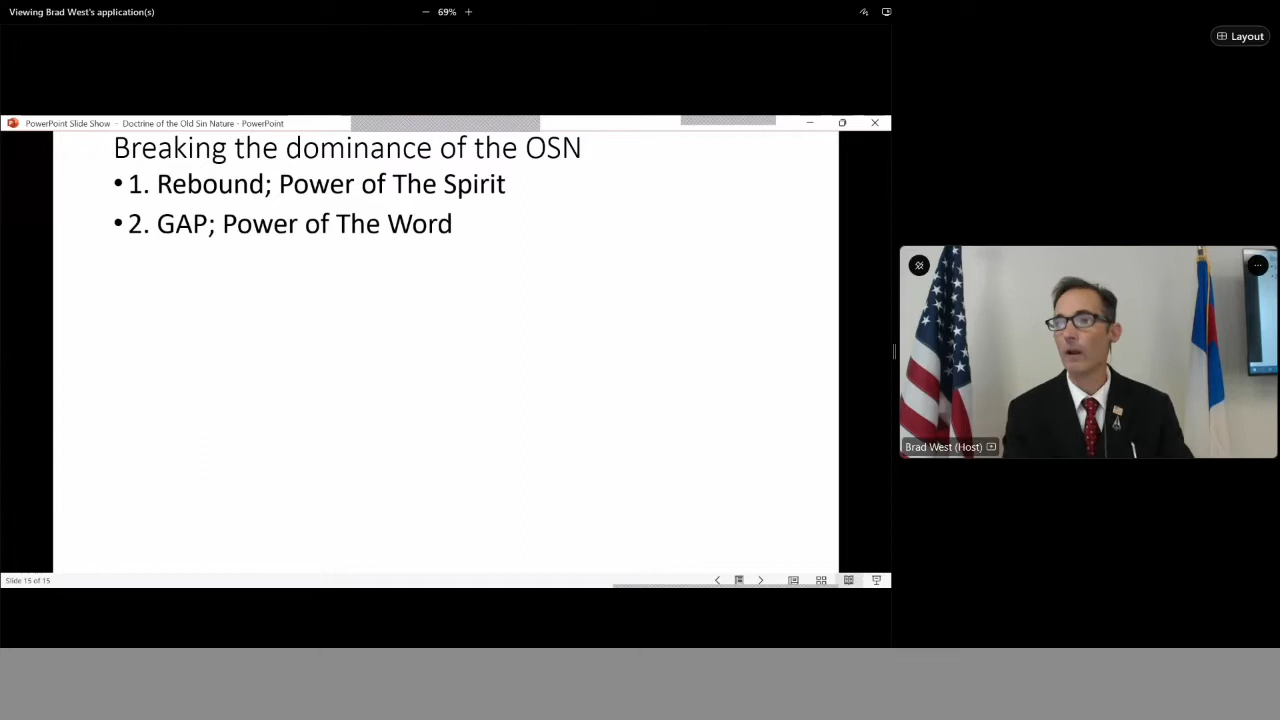 Viewing Brad West's application(s)
69%
Layout
PowerPoint Slide Show - Doctrine of the Old Sin Nature - PowerPoint
Breaking the dominance of the OSN
• 1. Rebound; Power of The Spirit
• 2. GAP; Power of The Word
Brad West (Host)
Slide 15 of 15